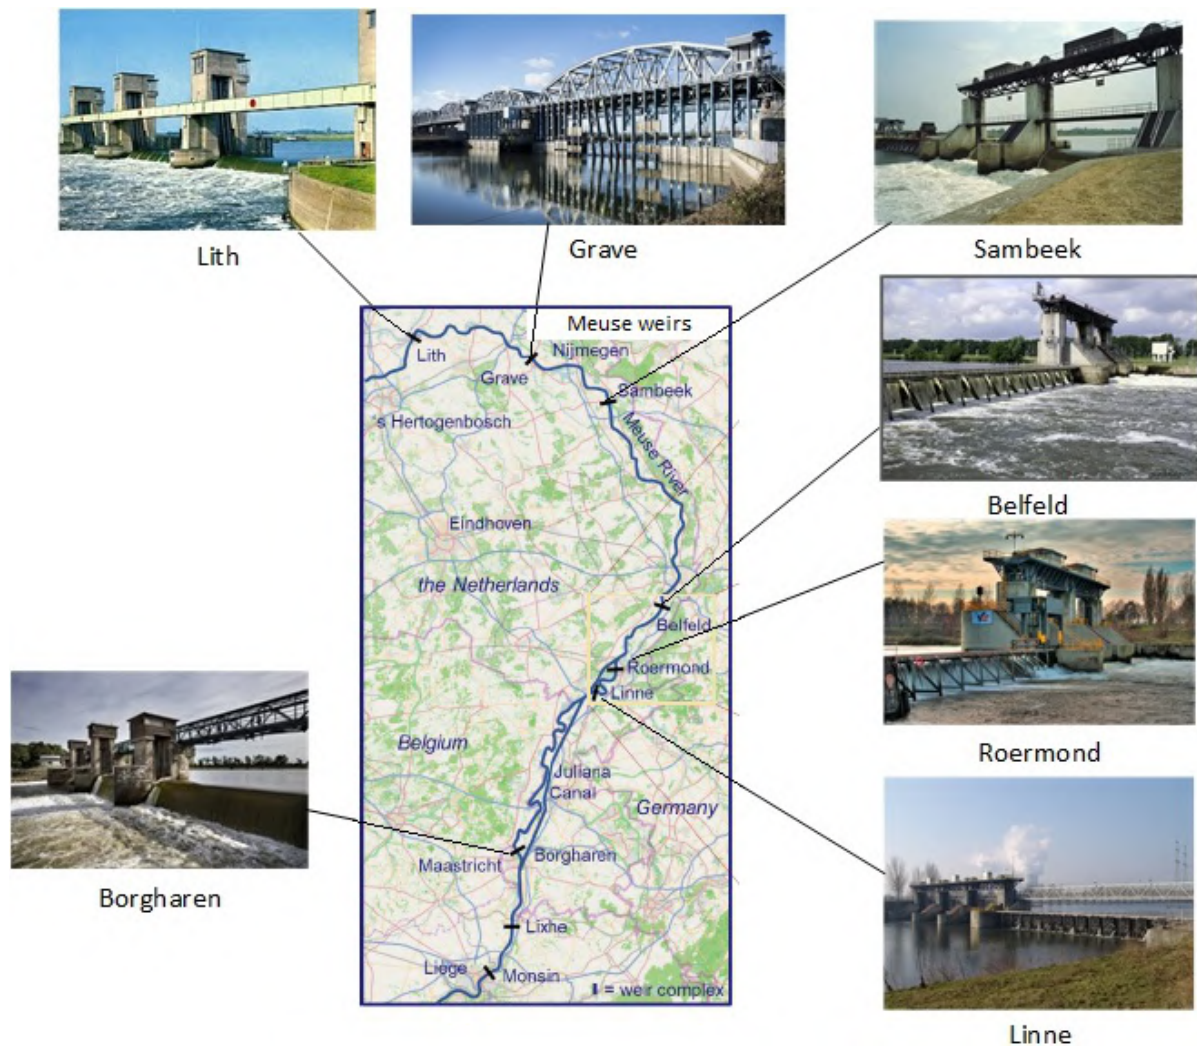 Lith
Grave
Sambeek
Meuse weirs
Lith
Nijmegen
Grave
Sambeek
's Hertogenbosch
Meuse River
Eindhoven
the Netherlands
Belfeld
Roermond
Linne
Belgium
Juliana
Canal
Germany
Maastricht
Borgharen
Lixhe
Liege
Monsin
= weir complex
Belfeld
Roermond
Borgharen
Linne